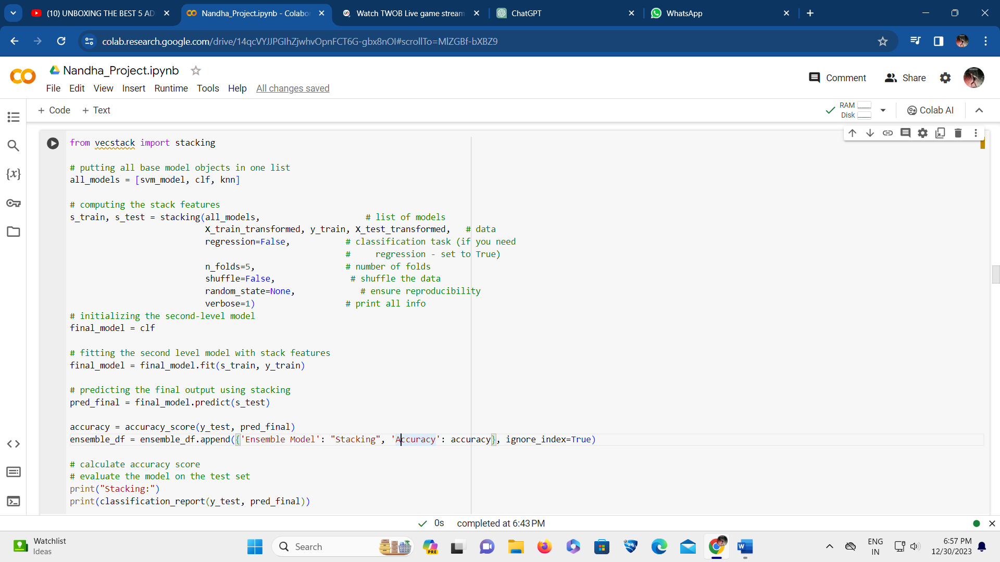 (10) UNBOXING THE BEST 5 AD
Nandha_Project.ipynb - Colabor
Watch TWOB Live game stream
ChatGPT
WhatsApp
colab.research.google.com/drive/14qcVYJJPGIhZjwhvOpnFCT6G-gbx8nOI#scrollTo=MlZGBf-bXBZ9
CO
Nandha_Project.ipynb
Comment
Share
File Edit View Insert Runtime Tools Help All changes saved
+ Code + Text
RAM
Disk
Colab AI
from vecstack import stacking
# putting all base model objects in one list
all_models = [svm_model, clf, knn]
# computing the stack features
s_train, s_test = stacking(all_models, # list of models
X_train_transformed, y_train, X_test_transformed, # data
regression=False, # classification task (if you need
# regression - set to True)
n_folds=5, # number of folds
shuffle=False, # shuffle the data
random_state=None, # ensure reproducibility
verbose=1) # print all info
# initializing the second-level model
final_model = clf
# fitting the second level model with stack features
final_model = final_model.fit(s_train, y_train)
# predicting the final output using stacking
pred_final = final_model.predict(s_test)
accuracy = accuracy_score(y_test, pred_final)
ensemble_df = ensemble_df.append({'Ensemble Model': "Stacking", 'Accuracy': accuracy}, ignore_index=True)
# calculate accuracy score
# evaluate the model on the test set
print("Stacking:")
print(classification_report(y_test, pred_final))
{x}
0s completed at 6:43 PM
Watchlist
Ideas
Search
PRE
W
ENG
IN
6:57 PM
12/30/2023